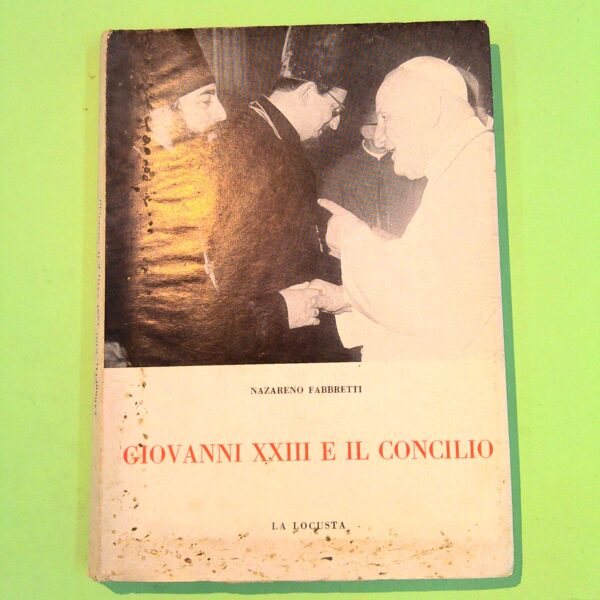 NAZARENO FABBRETTI
GIOVANNI XXIII E IL CONCILIO
LA LOCUSTA